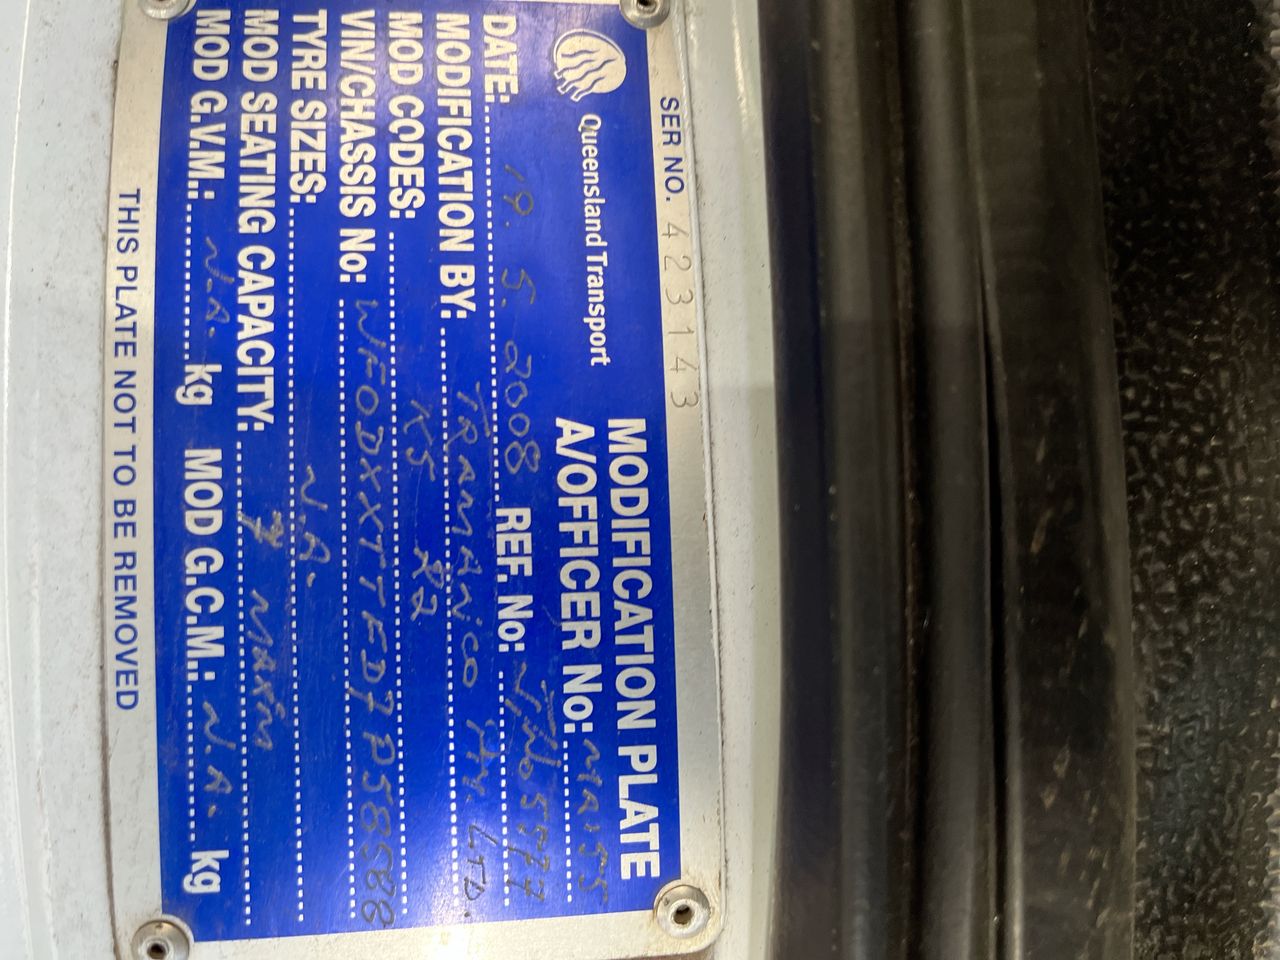 SER NO. 423143
Queensland Transport
MODIFICATION PLATE
A/OFFICER No: MA155
DATE: 19.5.2008 REF. No:
MODIFICATION BY: TRAMANCO PTY. LTD.
MOD CODES: K5 K2
VIN/CHASSIS No: WF0DXXTTFD7P58588
TYRE SIZES: N.A.
MOD SEATING CAPACITY: 7
MOD G.V.M.: N.A. kg MOD G.C.M.: N.A. kg
THIS PLATE NOT TO BE REMOVED